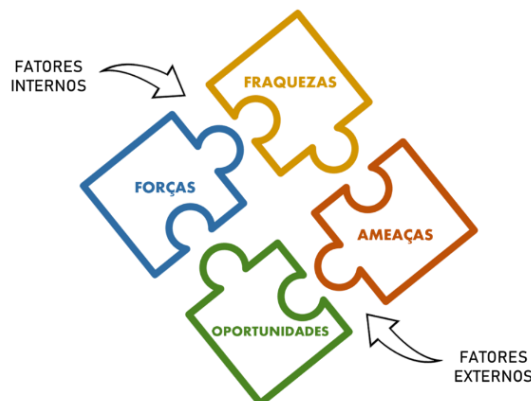 FATORES
INTERNOS
FRAQUEZAS
FORÇAS
AMEAÇAS
OPORTUNIDADES
FATORES
EXTERNOS